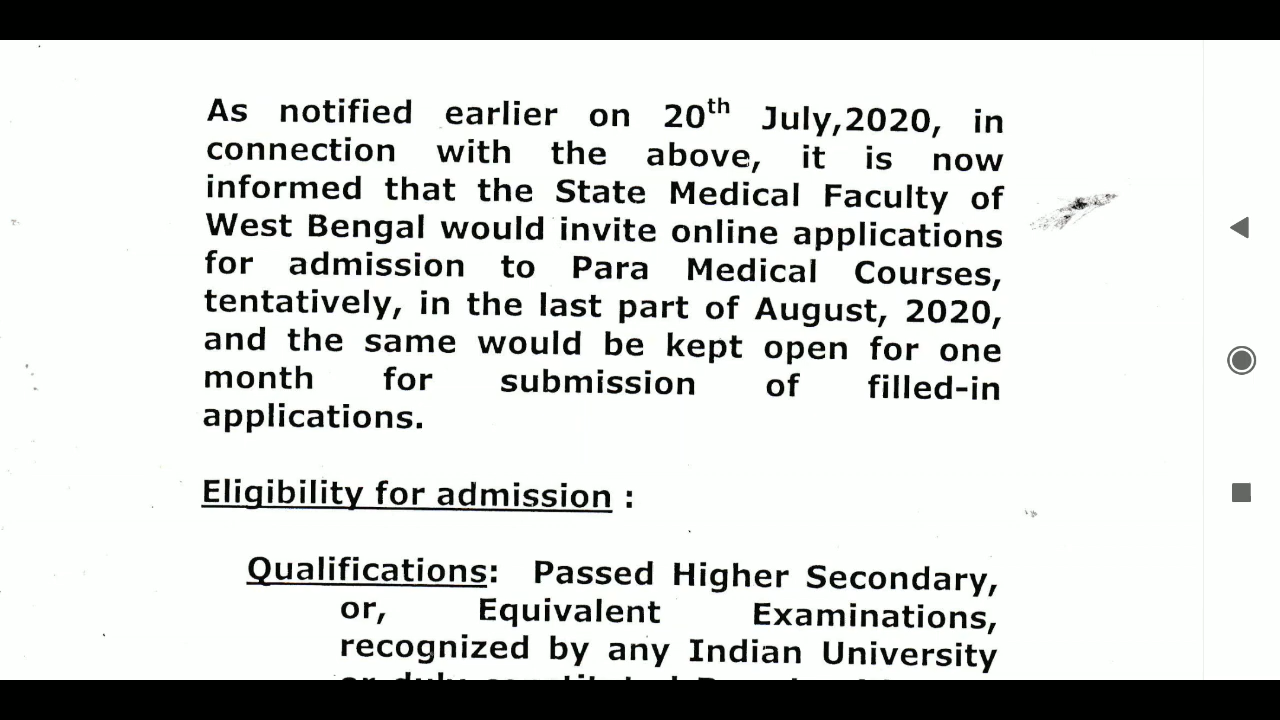 As notified earlier on 20th July,2020, in
connection with the above, it is now
informed that the State Medical Faculty of
West Bengal would invite online applications
for admission to Para Medical Courses,
tentatively, in the last part of August, 2020,
and the same would be kept open for one
month for submission of filled-in
applications.
Eligibility for admission :
Qualifications: Passed Higher Secondary,
or, Equivalent Examinations,
recognized by any Indian University